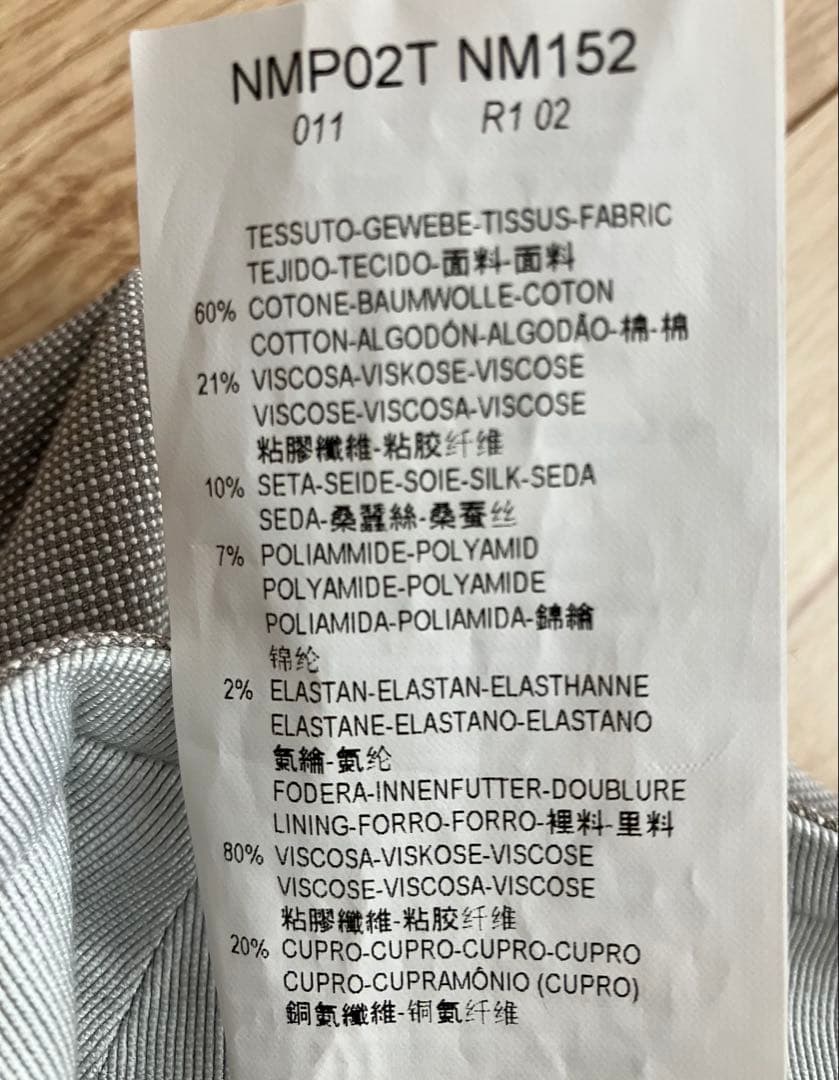 NMP02T NM152
011 R1 02
TESSUTO-GEWEBE-TISSUS-FABRIC
TEJIDO-TECIDO-面料-面料
60% COTONE-BAUMWOLLE-COTON
COTTON-ALGODÓN-ALGODÃO-棉-棉
21% VISCOSA-VISKOSE-VISCOSE
VISCOSE-VISCOSA-VISCOSE
粘膠纖維-粘胶纤维
10% SETA-SEIDE-SOIE-SILK-SEDA
SEDA-桑蠶絲-桑蚕丝
7% POLIAMMIDE-POLYAMID
POLYAMIDE-POLYAMIDE
POLIAMIDA-POLIAMIDA-錦綸
锦纶
2% ELASTAN-ELASTAN-ELASTHANNE
ELASTANE-ELASTANO-ELASTANO
氨綸-氨纶
FODERA-INNENFUTTER-DOUBLURE
LINING-FORRO-FORRO-裡料-里料
80% VISCOSA-VISKOSE-VISCOSE
VISCOSE-VISCOSA-VISCOSE
粘膠纖維-粘胶纤维
20% CUPRO-CUPRO-CUPRO-CUPRO
CUPRO-CUPRAMÔNIO (CUPRO)
銅氨纖維-铜氨纤维